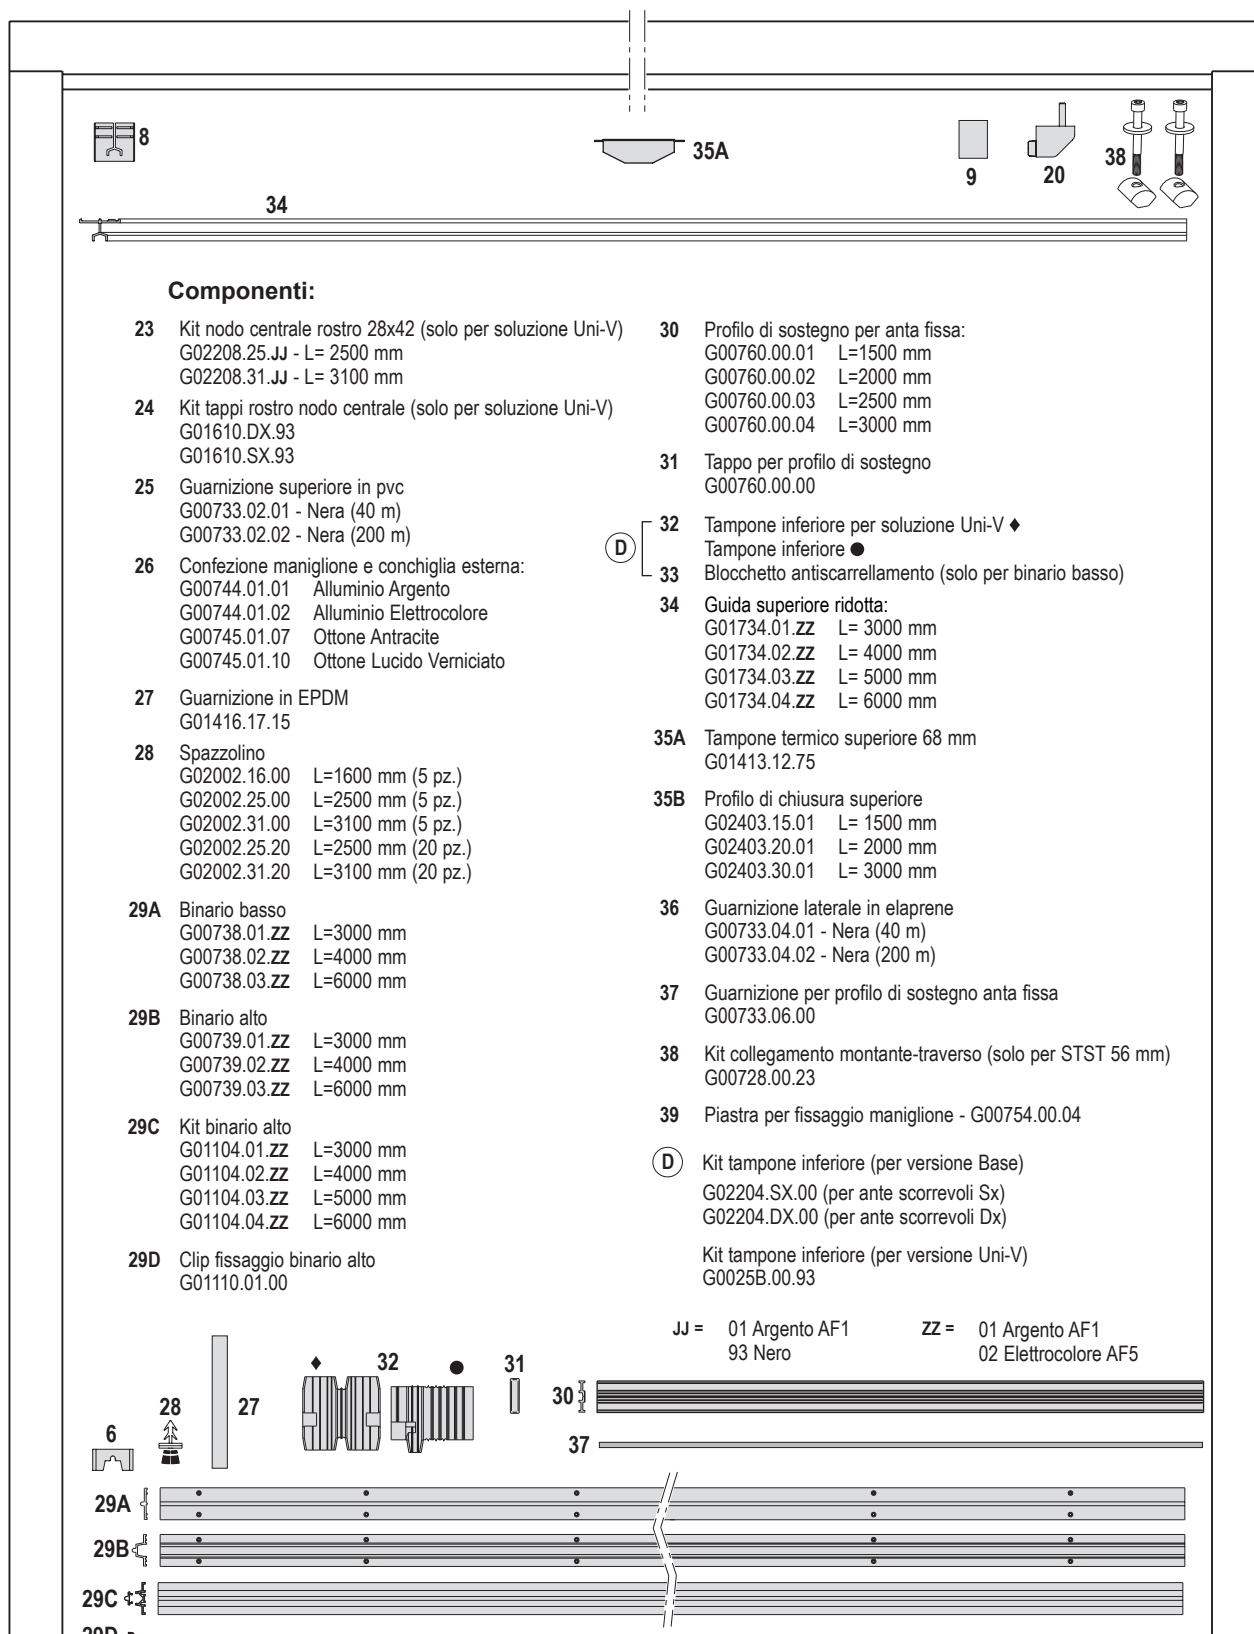 8
35A
9
20
38
34
Componenti:
23 Kit nodo centrale rostro 28x42 (solo per soluzione Uni-V)
G02208.25.JJ - L= 2500 mm
G02208.31.JJ - L= 3100 mm
24 Kit tappi rostro nodo centrale (solo per soluzione Uni-V)
G01610.DX.93
G01610.SX.93
25 Guarnizione superiore in pvc
G00733.02.01 - Nera (40 m)
G00733.02.02 - Nera (200 m)
26 Confezione maniglione e conchiglia esterna:
G00744.01.01 Alluminio Argento
G00744.01.02 Alluminio Elettrocolore
G00745.01.07 Ottone Antracite
G00745.01.10 Ottone Lucido Verniciato
27 Guarnizione in EPDM
G01416.17.15
28 Spazzolino
G02002.16.00 L=1600 mm (5 pz.)
G02002.25.00 L=2500 mm (5 pz.)
G02002.31.00 L=3100 mm (5 pz.)
G02002.25.20 L=2500 mm (20 pz.)
G02002.31.20 L=3100 mm (20 pz.)
29A Binario basso
G00738.01.ZZ L=3000 mm
G00738.02.ZZ L=4000 mm
G00738.03.ZZ L=6000 mm
29B Binario alto
G00739.01.ZZ L=3000 mm
G00739.02.ZZ L=4000 mm
G00739.03.ZZ L=6000 mm
29C Kit binario alto
G01104.01.ZZ L=3000 mm
G01104.02.ZZ L=4000 mm
G01104.03.ZZ L=5000 mm
G01104.04.ZZ L=6000 mm
29D Clip fissaggio binario alto
G01110.01.00
30 Profilo di sostegno per anta fissa:
G00760.00.01 L=1500 mm
G00760.00.02 L=2000 mm
G00760.00.03 L=2500 mm
G00760.00.04 L=3000 mm
31 Tappo per profilo di sostegno
G00760.00.00
32 Tampone inferiore per soluzione Uni-V ♦
D Tampone inferiore ●
33 Blocchetto antiscarrellamento (solo per binario basso)
34 Guida superiore ridotta:
G01734.01.ZZ L= 3000 mm
G01734.02.ZZ L= 4000 mm
G01734.03.ZZ L= 5000 mm
G01734.04.ZZ L= 6000 mm
35A Tampone termico superiore 68 mm
G01413.12.75
35B Profilo di chiusura superiore
G02403.15.01 L= 1500 mm
G02403.20.01 L= 2000 mm
G02403.30.01 L= 3000 mm
36 Guarnizione laterale in elaprene
G00733.04.01 - Nera (40 m)
G00733.04.02 - Nera (200 m)
37 Guarnizione per profilo di sostegno anta fissa
G00733.06.00
38 Kit collegamento montante-traverso (solo per STST 56 mm)
G00728.00.23
39 Piastra per fissaggio maniglione - G00754.00.04
D Kit tampone inferiore (per versione Base)
G02204.SX.00 (per ante scorrevoli Sx)
G02204.DX.00 (per ante scorrevoli Dx)
Kit tampone inferiore (per versione Uni-V)
G0025B.00.93
JJ = 01 Argento AF1
93 Nero
ZZ = 01 Argento AF1
02 Elettrocolore AF5
♦ 32 ●
31
30
28
27
6
37
29A
29B
29C
29D